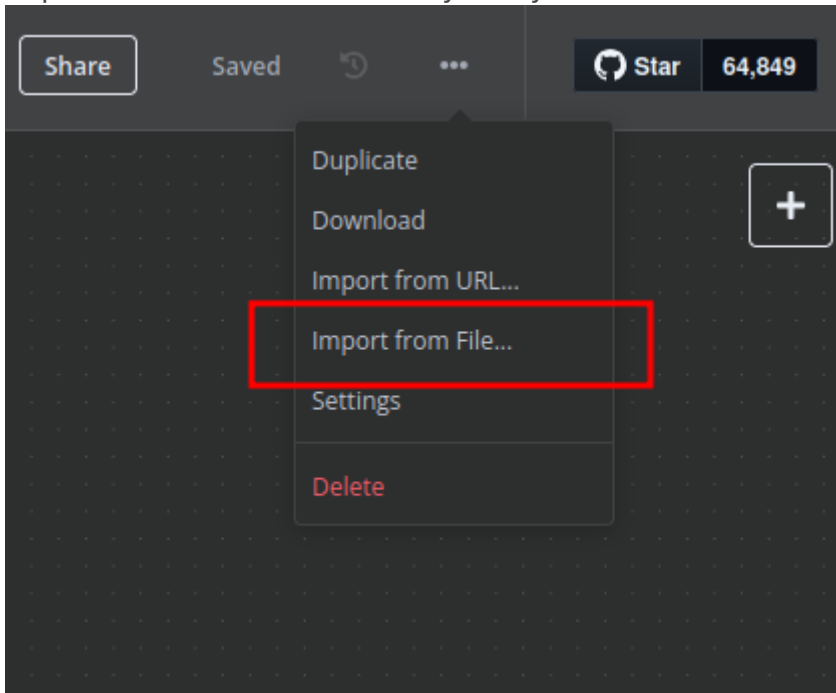 Share Saved ••• Star 64,849
Duplicate
Download
Import from URL...
Import from File...
Settings
Delete